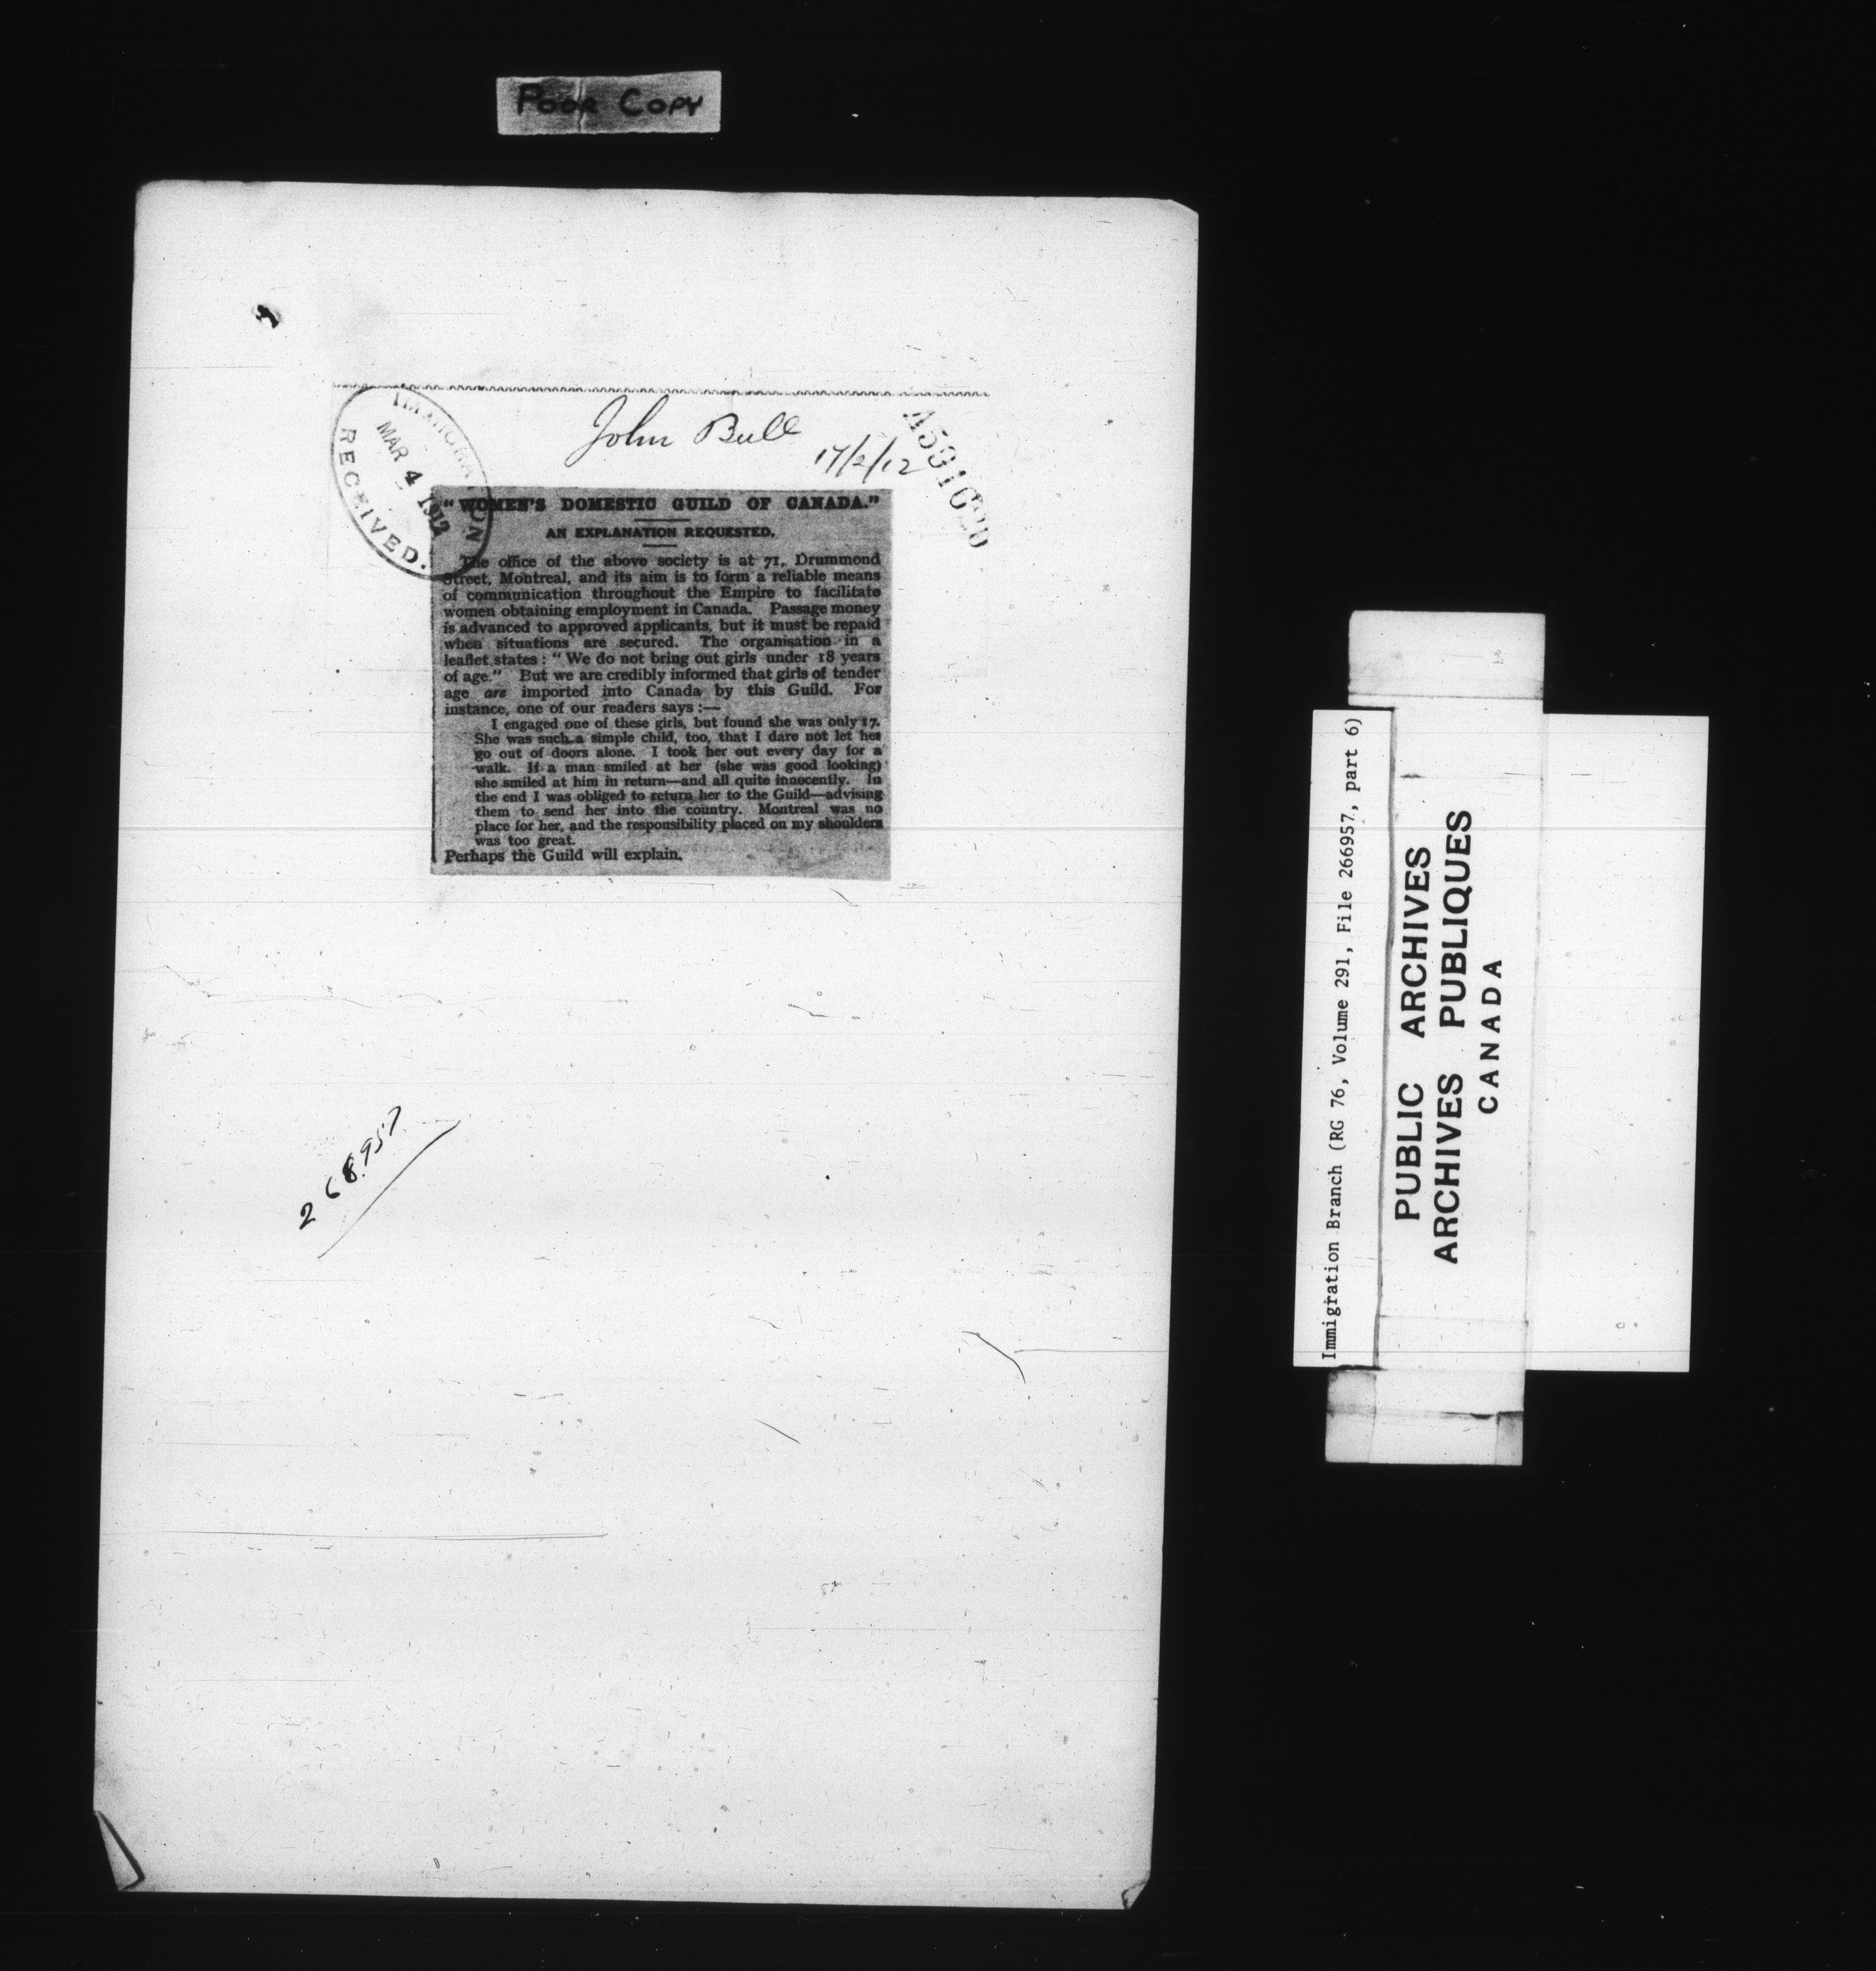 POOR COPY
John Bull
17/2/12
IMMIGRATION
MAR 4 1912
RECEIVED.
"WOMEN'S DOMESTIC GUILD OF CANADA."
AN EXPLANATION REQUESTED.
The office of the above society is at 71, Drummond
Street, Montreal, and its aim is to form a reliable means
of communication throughout the Empire to facilitate
women obtaining employment in Canada. Passage money
is advanced to approved applicants, but it must be repaid
when situations are secured. The organisation in a
leaflet states: "We do not bring out girls under 18 years
of age." But we are credibly informed that girls of tender
age are imported into Canada by this Guild. For
instance, one of our readers says:—
I engaged one of these girls, but found she was only 17.
She was such a simple child, too, that I dare not let her
go out of doors alone. I took her out every day for a
walk. If a man smiled at her (she was good looking)
she smiled at him in return—and all quite innocently. In
the end I was obliged to return her to the Guild—advising
them to send her into the country. Montreal was no
place for her, and the responsibility placed on my shoulders
was too great.
Perhaps the Guild will explain.
Immigration Branch (RG 76, Volume 291, File 266957, part 6)
PUBLIC ARCHIVES
ARCHIVES PUBLIQUES
CANADA